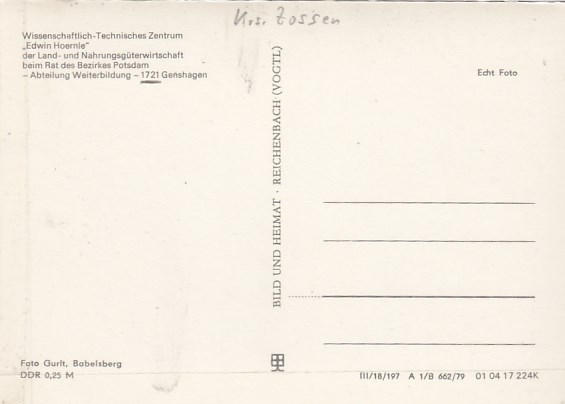 Krs. Zossen
Wissenschaftlich-Technisches Zentrum
„Edwin Hoernle"
der Land- und Nahrungsgüterwirtschaft
beim Rat des Bezirkes Potsdam
– Abteilung Weiterbildung – 1721 Genshagen
Echt Foto
BILD UND HEIMAT · REICHENBACH (VOGTL)
Foto Gurlt, Babelsberg
DDR 0,25 M
III/18/197 A 1/B 662/79 01 04 17 224K